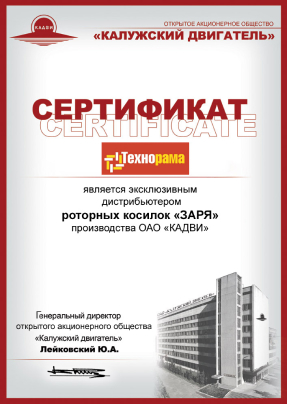 КАДВИ
ОТКРЫТОЕ АКЦИОНЕРНОЕ ОБЩЕСТВО
«КАЛУЖСКИЙ ДВИГАТЕЛЬ»
СЕРТИФИКАТ
CERTIFICATE
Технорама
является эксклюзивным
дистрибьютером
роторных косилок «ЗАРЯ»
производства ОАО «КАДВИ»
Генеральный директор
открытого акционерного общества
«Калужский двигатель»
Лейковский Ю.А.